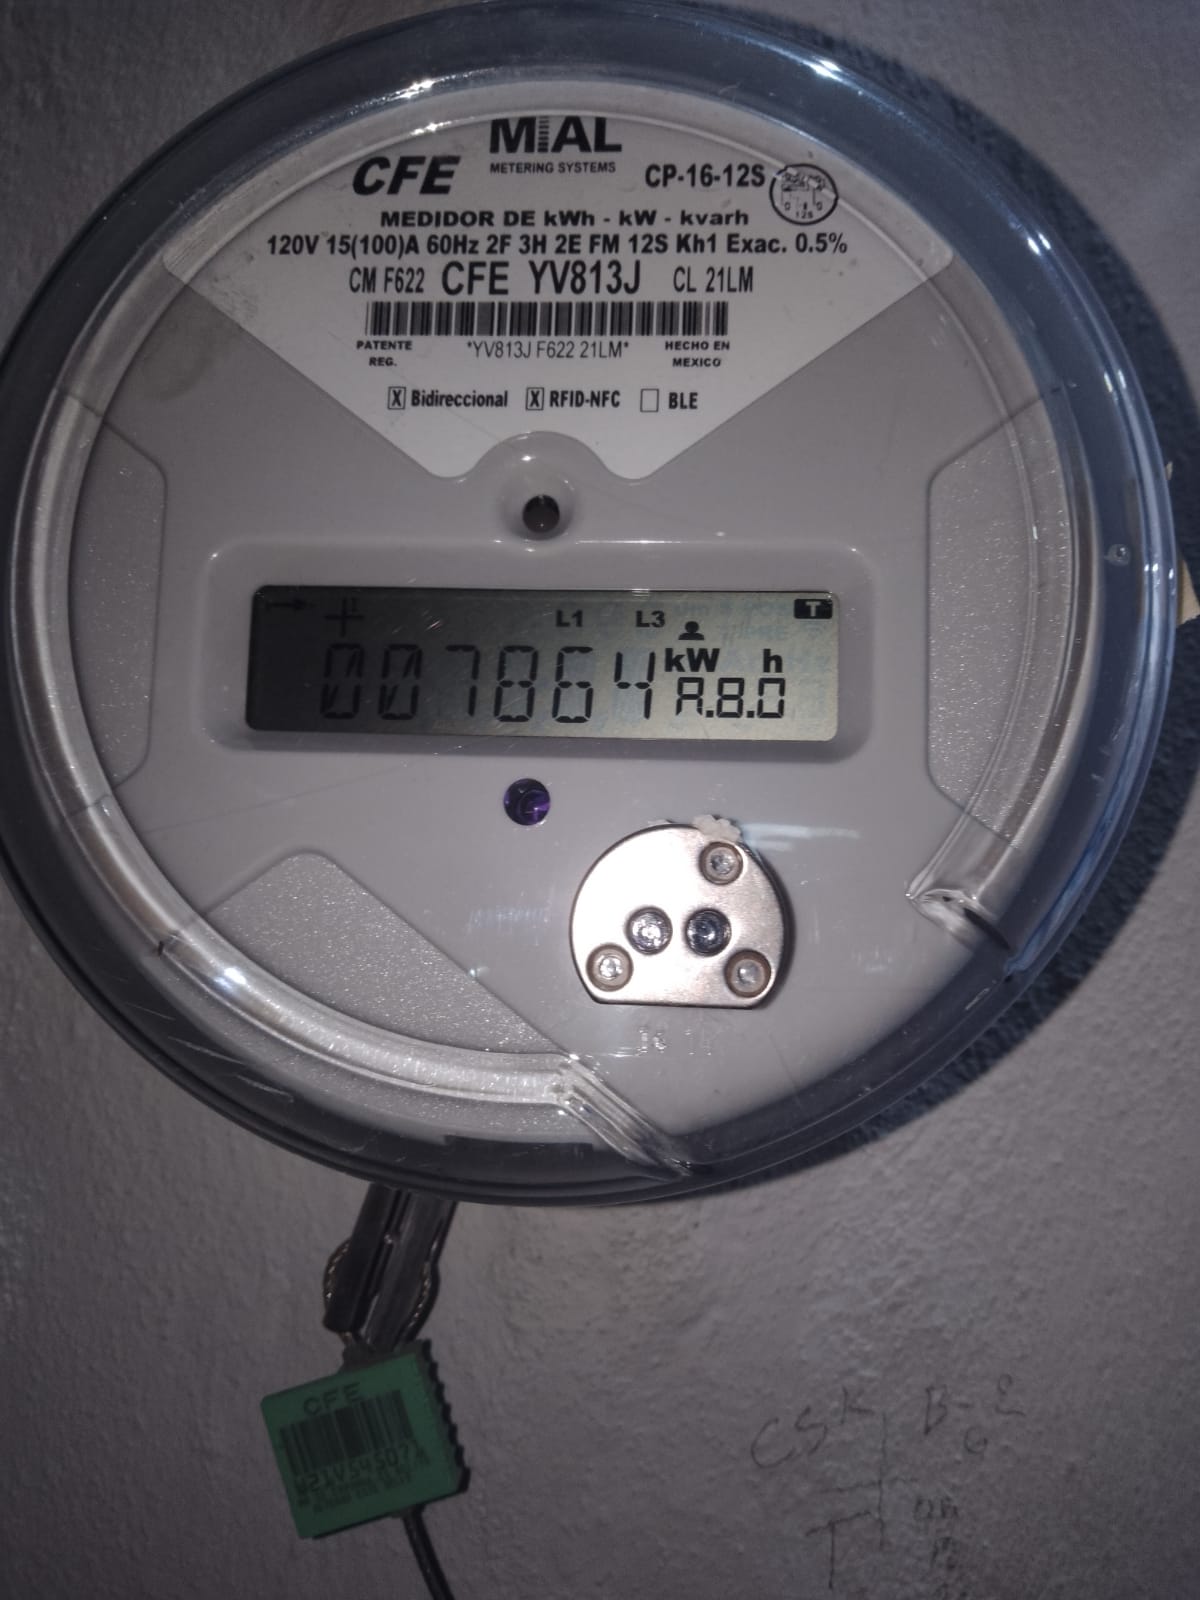 MIAL
METERING SYSTEMS
CFE
CP-16-12S
12S
MEDIDOR DE kWh - kW - kvarh
120V 15(100)A 60Hz 2F 3H 2E FM 12S Kh1 Exac. 0.5%
CM F622 CFE YV813J CL 21LM
PATENTE REG.
*YV813J F622 21LM*
HECHO EN MEXICO
X Bidireccional X RFID-NFC BLE
L1 L3 T
007864 kW h
A.8.0
CFE